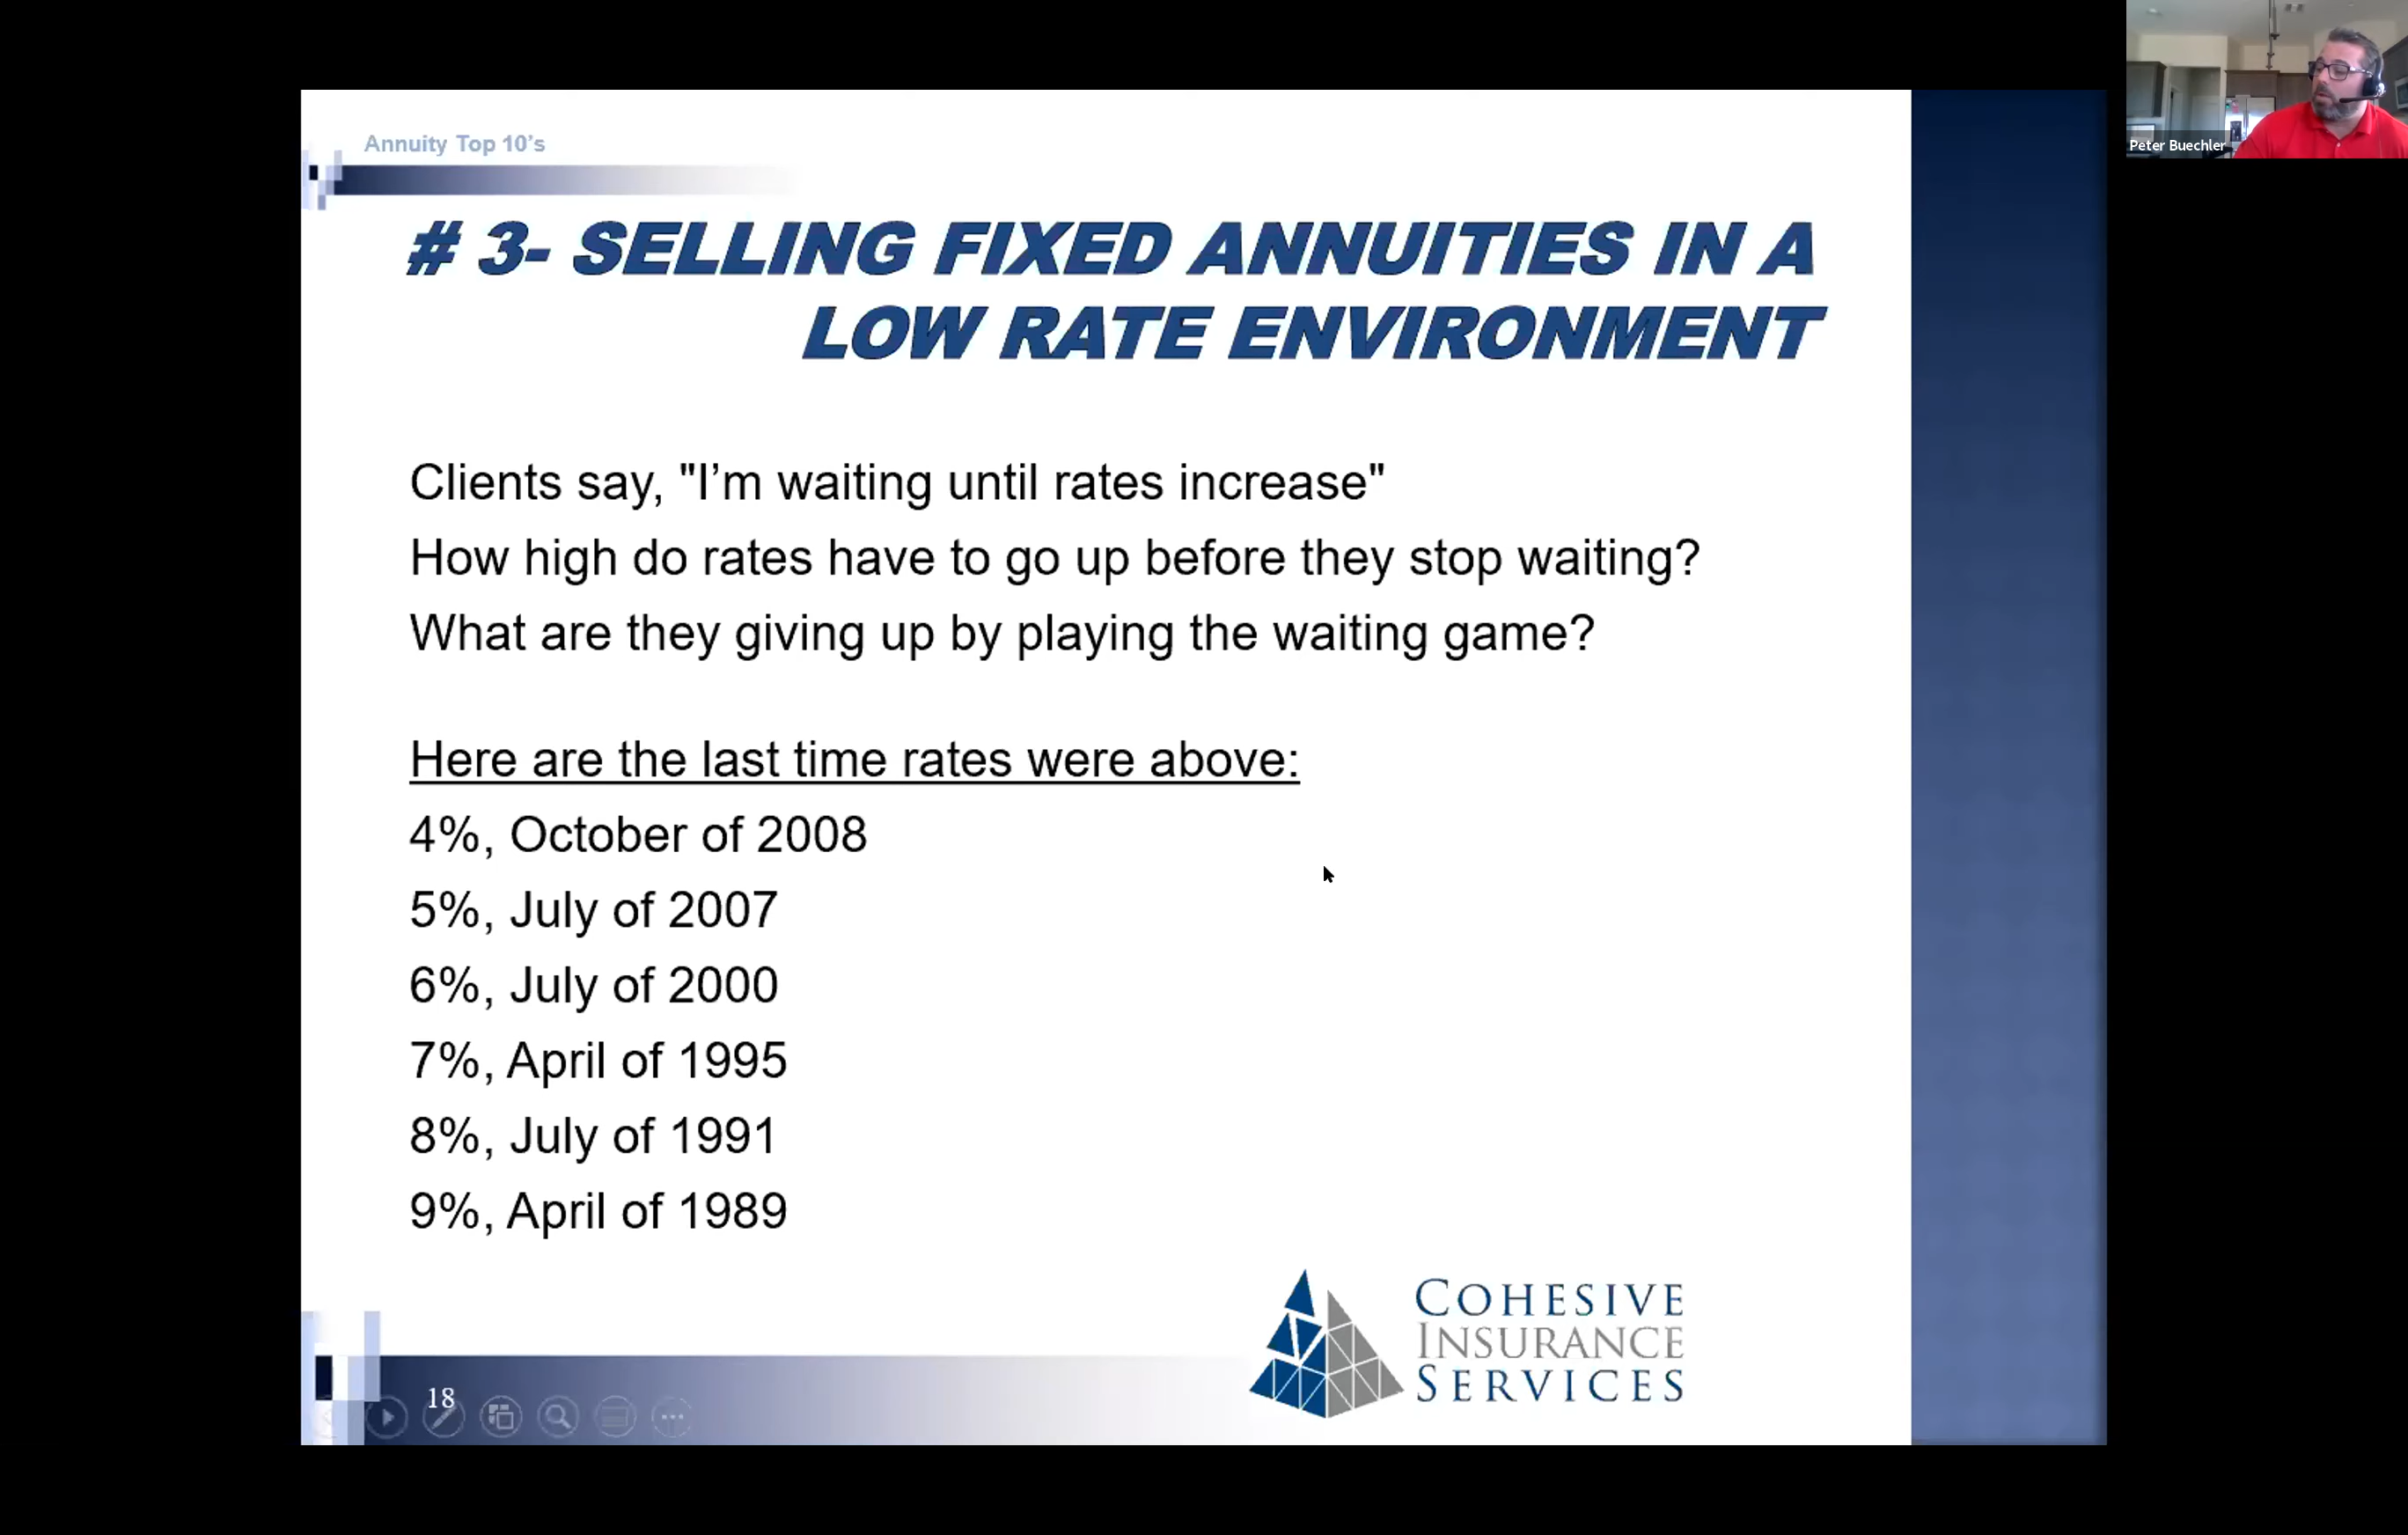 Peter Buechler
Annuity Top 10's
# 3- SELLING FIXED ANNUITIES IN A
LOW RATE ENVIRONMENT
Clients say, "I'm waiting until rates increase"
How high do rates have to go up before they stop waiting?
What are they giving up by playing the waiting game?
Here are the last time rates were above:
4%, October of 2008
5%, July of 2007
6%, July of 2000
7%, April of 1995
8%, July of 1991
9%, April of 1989
COHESIVE
INSURANCE
SERVICES
18